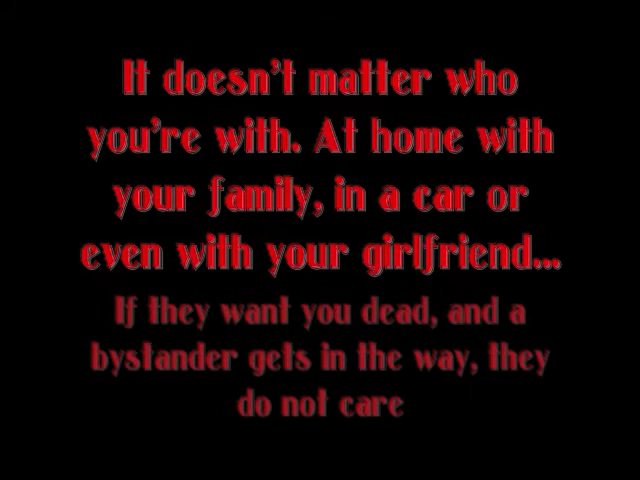 It doesn't matter who
you're with. At home with
your family, in a car or
even with your girlfriend...
If they want you dead, and a
bystander gets in the way, they
do not care